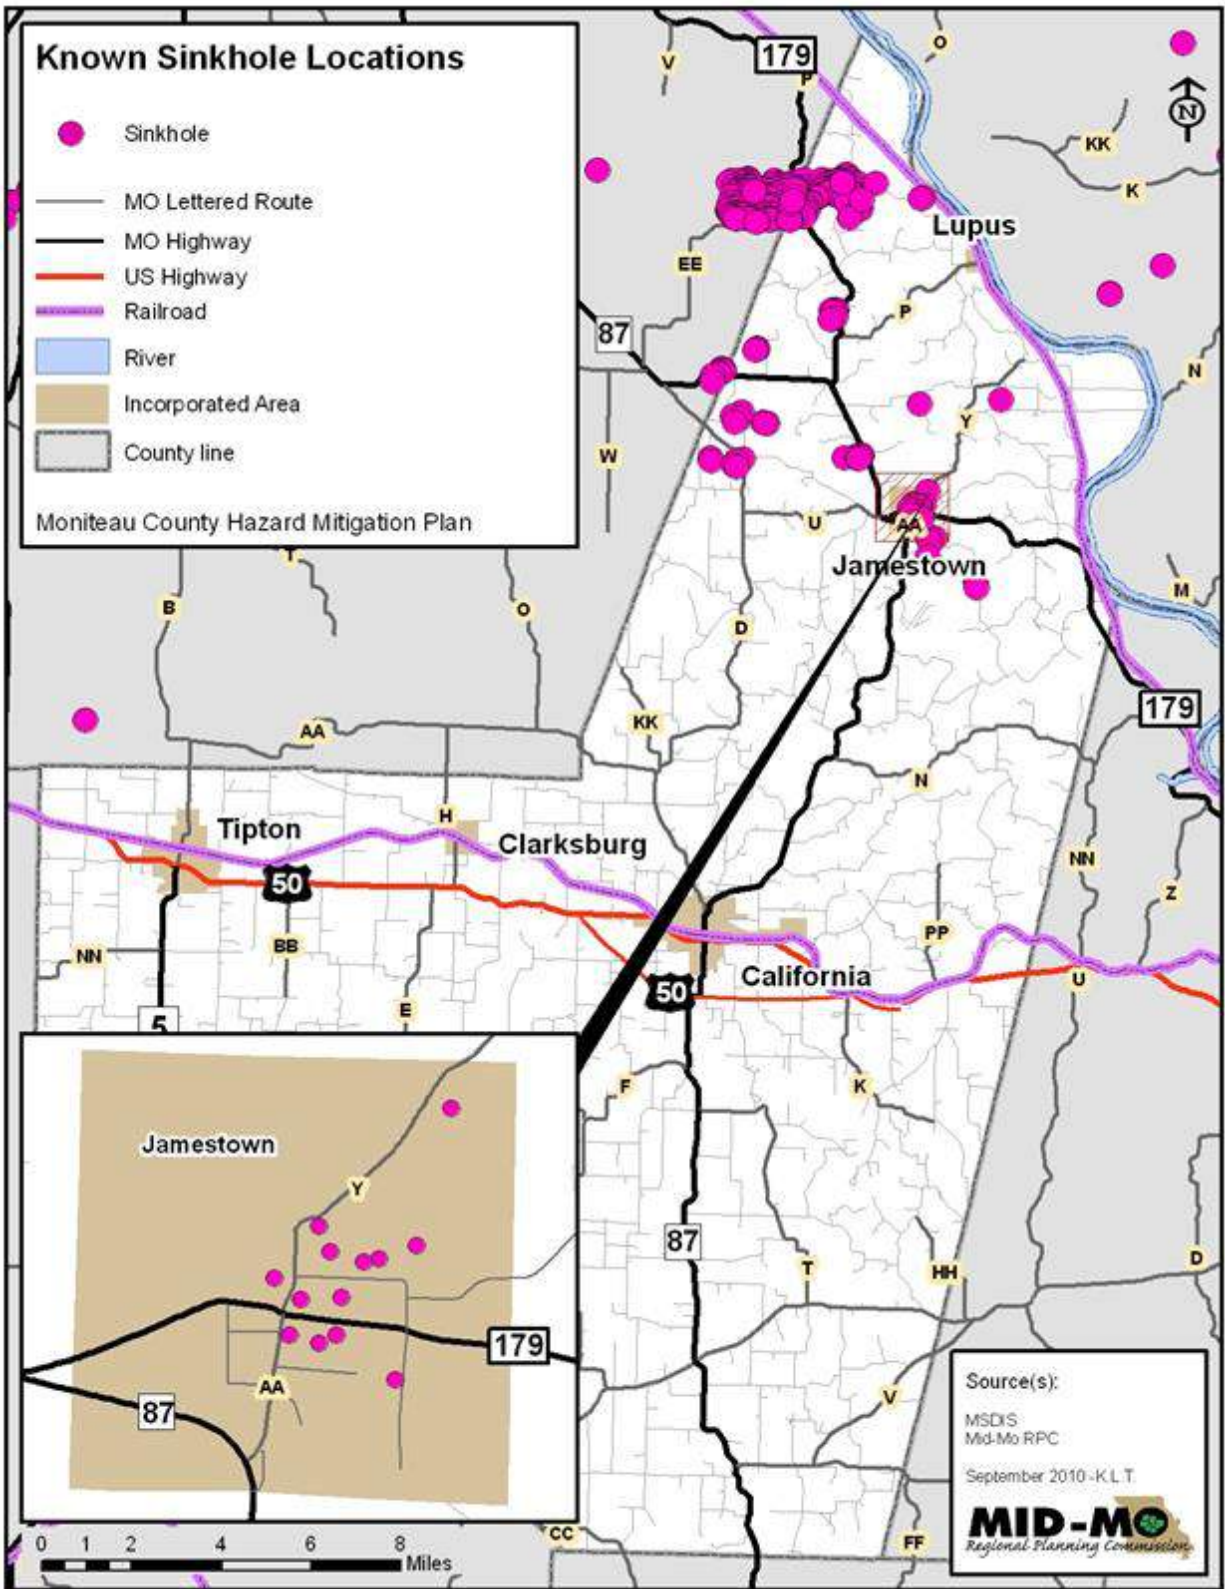 Known Sinkhole Locations
Sinkhole
MO Lettered Route
MO Highway
US Highway
Railroad
River
Incorporated Area
County line
Moniteau County Hazard Mitigation Plan
V
179
P
O
N
KK
K
Lupus
EE
P
87
N
W
Y
U
AA
Jamestown
M
B
T
O
D
179
KK
AA
N
H
Tipton
Clarksburg
50
NN
Z
NN
BB
PP
California
50
U
E
5
F
K
Jamestown
Y
87
T
HH
D
179
AA
87
V
Source(s):
MSDIS
Mid-Mo RPC
September 2010 -K.L.T.
MID-MO
Regional Planning Commission
CC
FF
0 1 2 4 6 8
Miles